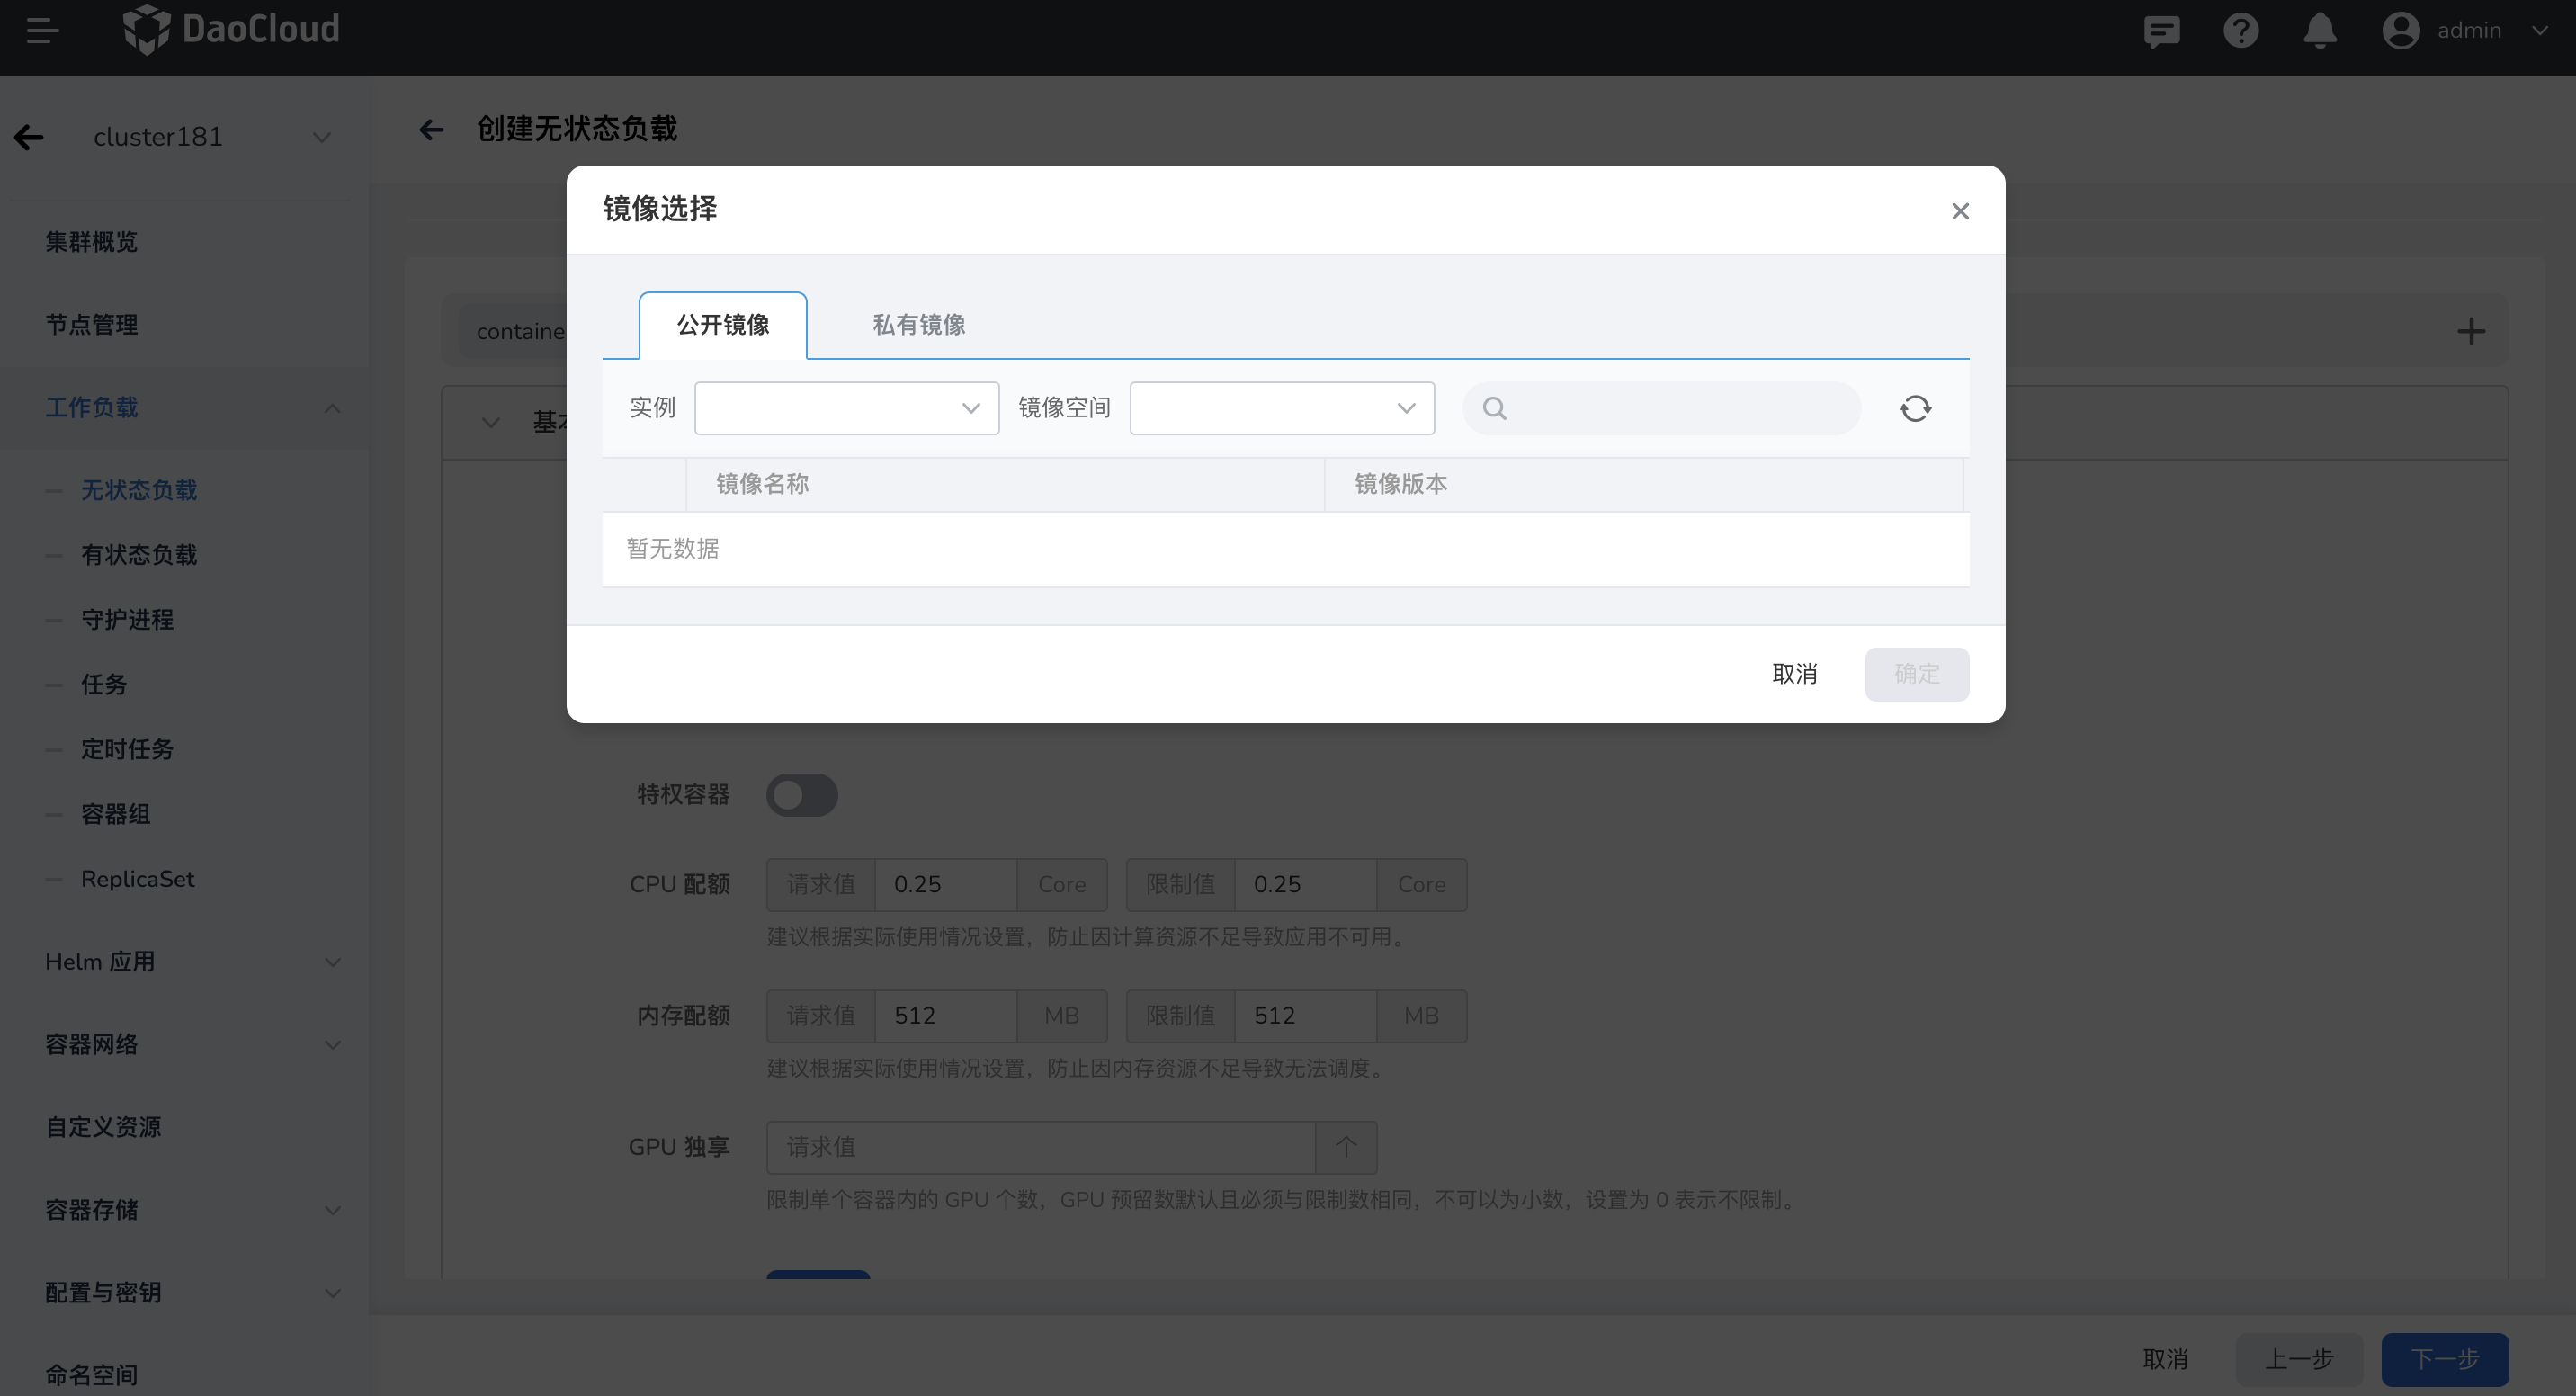 DaoCloud
admin
cluster181
创建无状态负载
镜像选择
集群概览
节点管理
工作负载
无状态负载
有状态负载
守护进程
任务
定时任务
容器组
ReplicaSet
Helm 应用
容器网络
自定义资源
容器存储
配置与密钥
命名空间
公开镜像 私有镜像
实例 镜像空间
镜像名称 镜像版本
暂无数据
取消 确定
特权容器
CPU 配额 请求值 0.25 Core 限制值 0.25 Core
建议根据实际使用情况设置，防止因计算资源不足导致应用不可用。
内存配额 请求值 512 MB 限制值 512 MB
建议根据实际使用情况设置，防止因内存资源不足导致无法调度。
GPU 独享 请求值 个
限制单个容器内的 GPU 个数，GPU 预留数默认且必须与限制数相同，不可以为小数，设置为 0 表示不限制。
取消 上一步 下一步